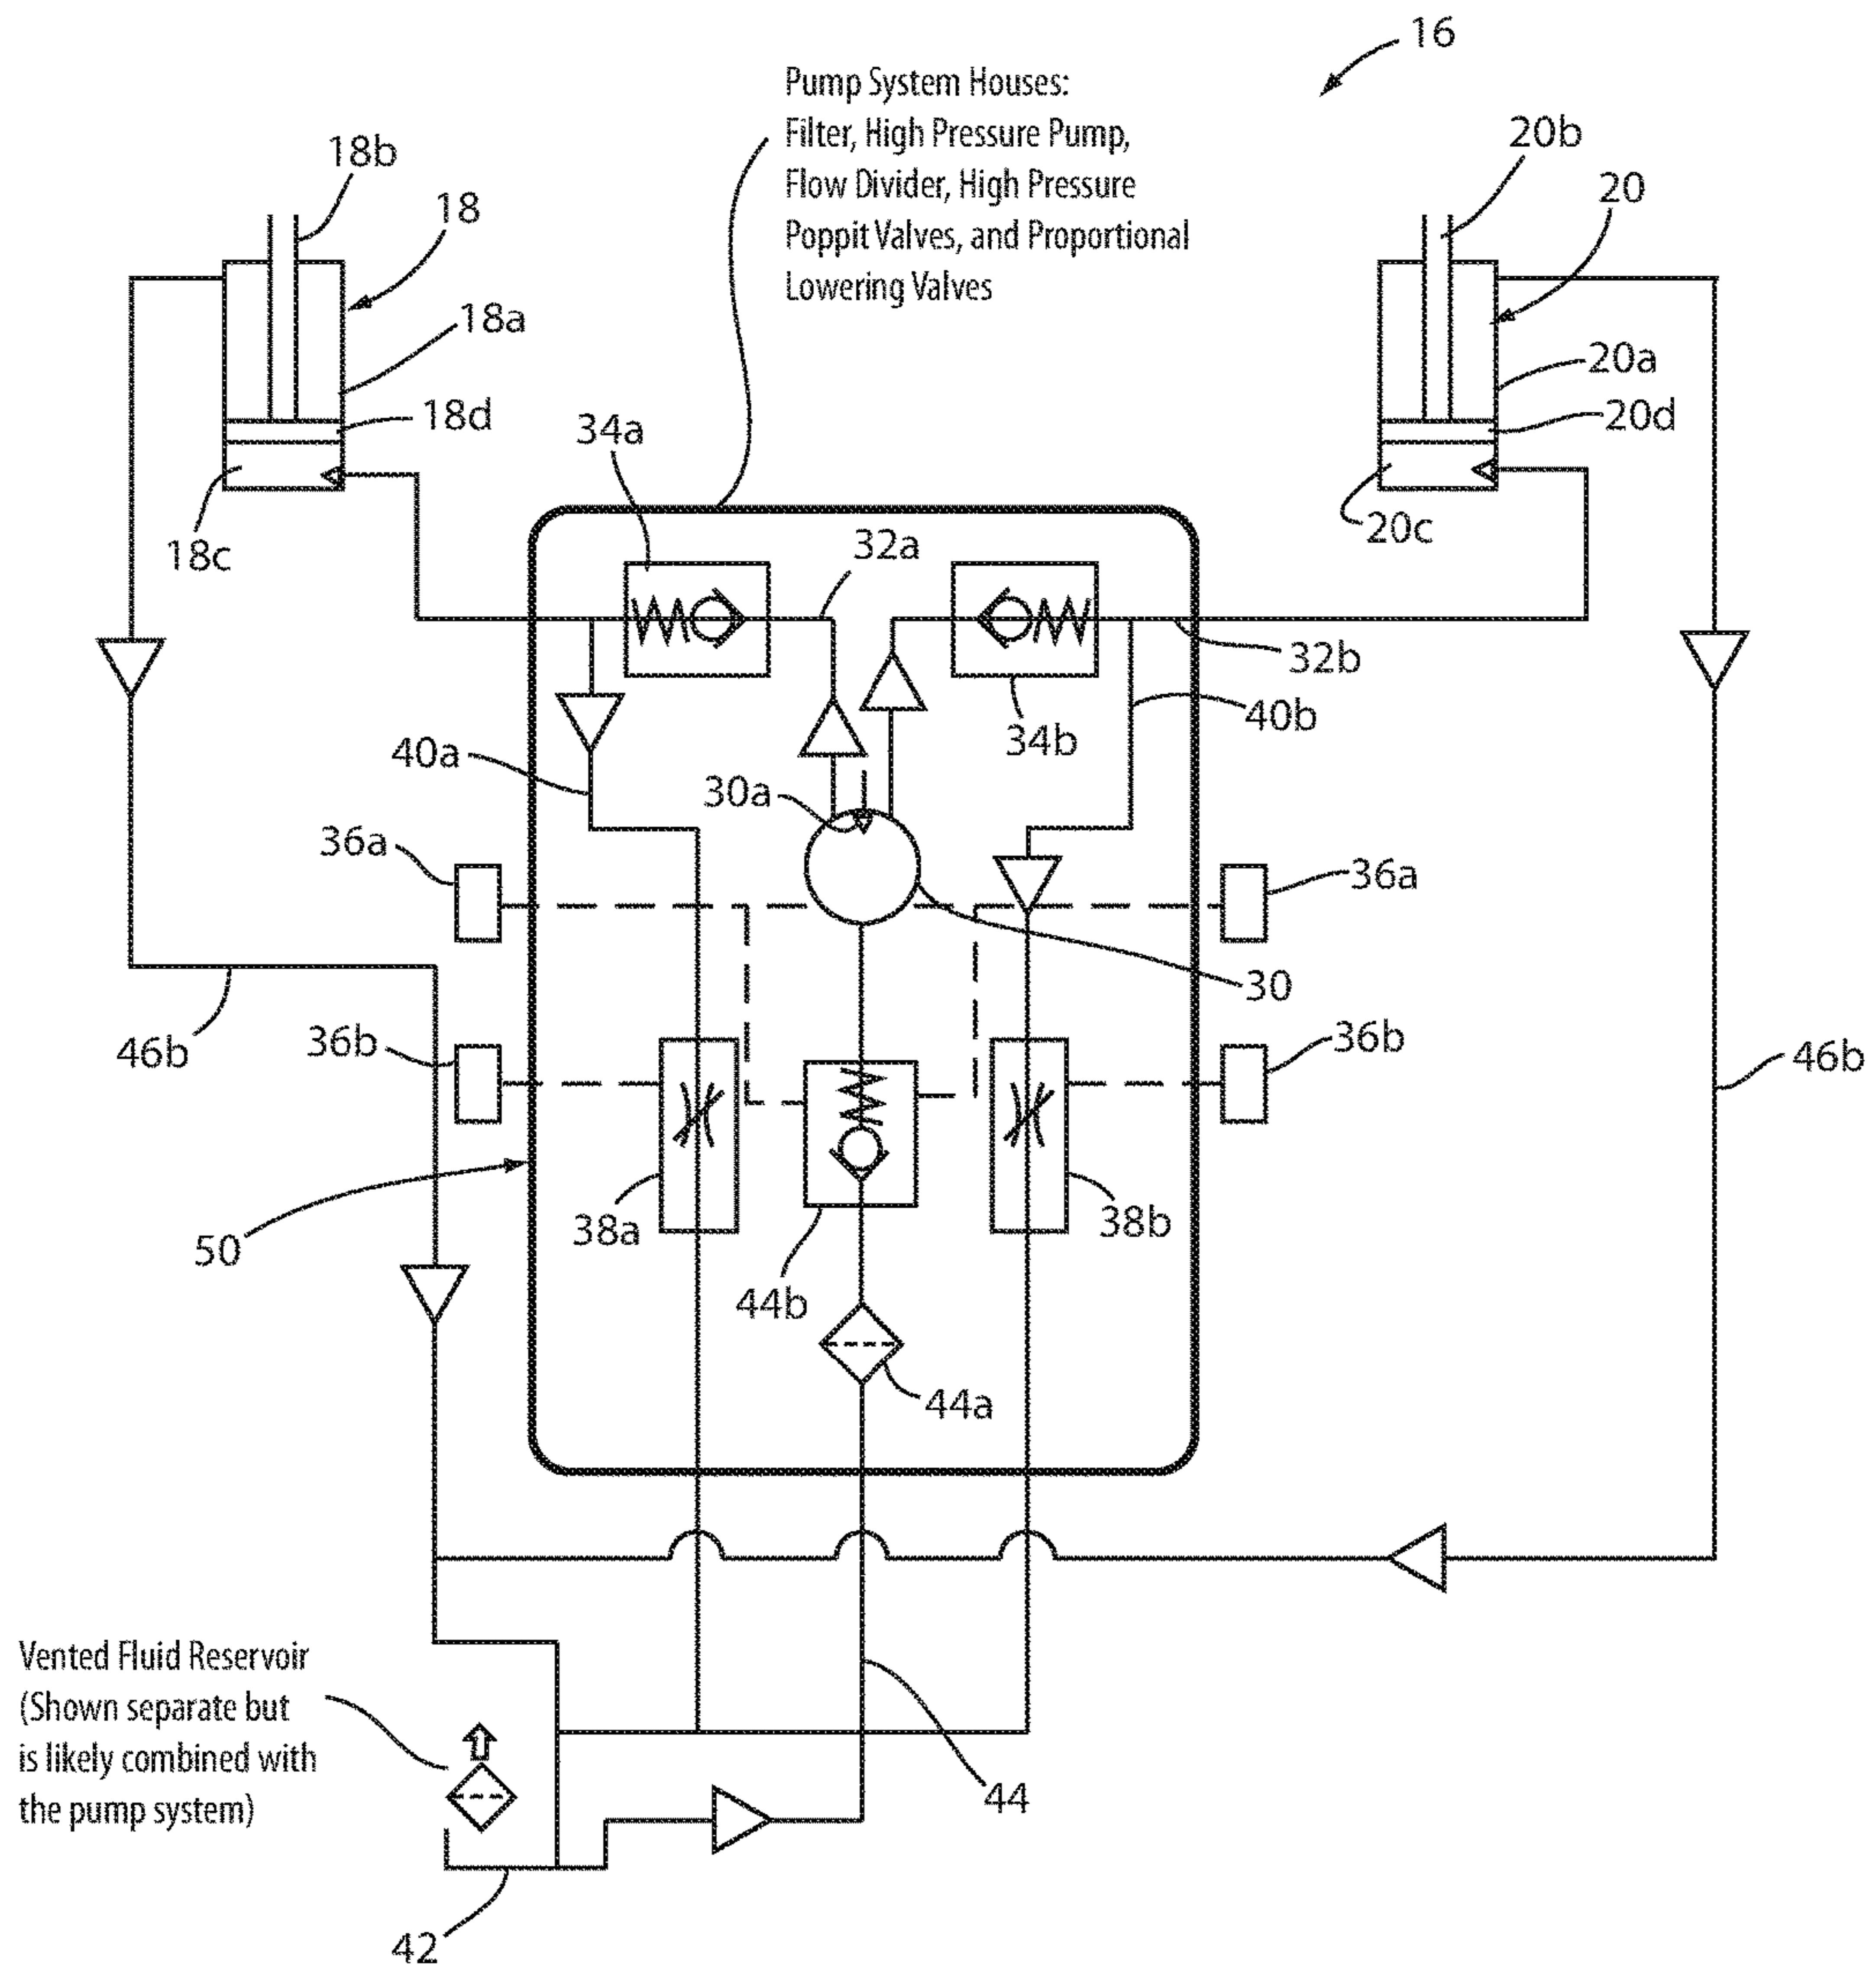 16
Pump System Houses:
Filter, High Pressure Pump,
Flow Divider, High Pressure
Poppit Valves, and Proportional
Lowering Valves
18b
20b
18
20
18a
20a
18d
20d
34a
18c
20c
32a
32b
34b
40b
40a
30a
36a
36a
30
36b
36b
46b
46b
38a
38b
50
44b
44a
Vented Fluid Reservoir
(Shown separate but
is likely combined with
the pump system)
44
42